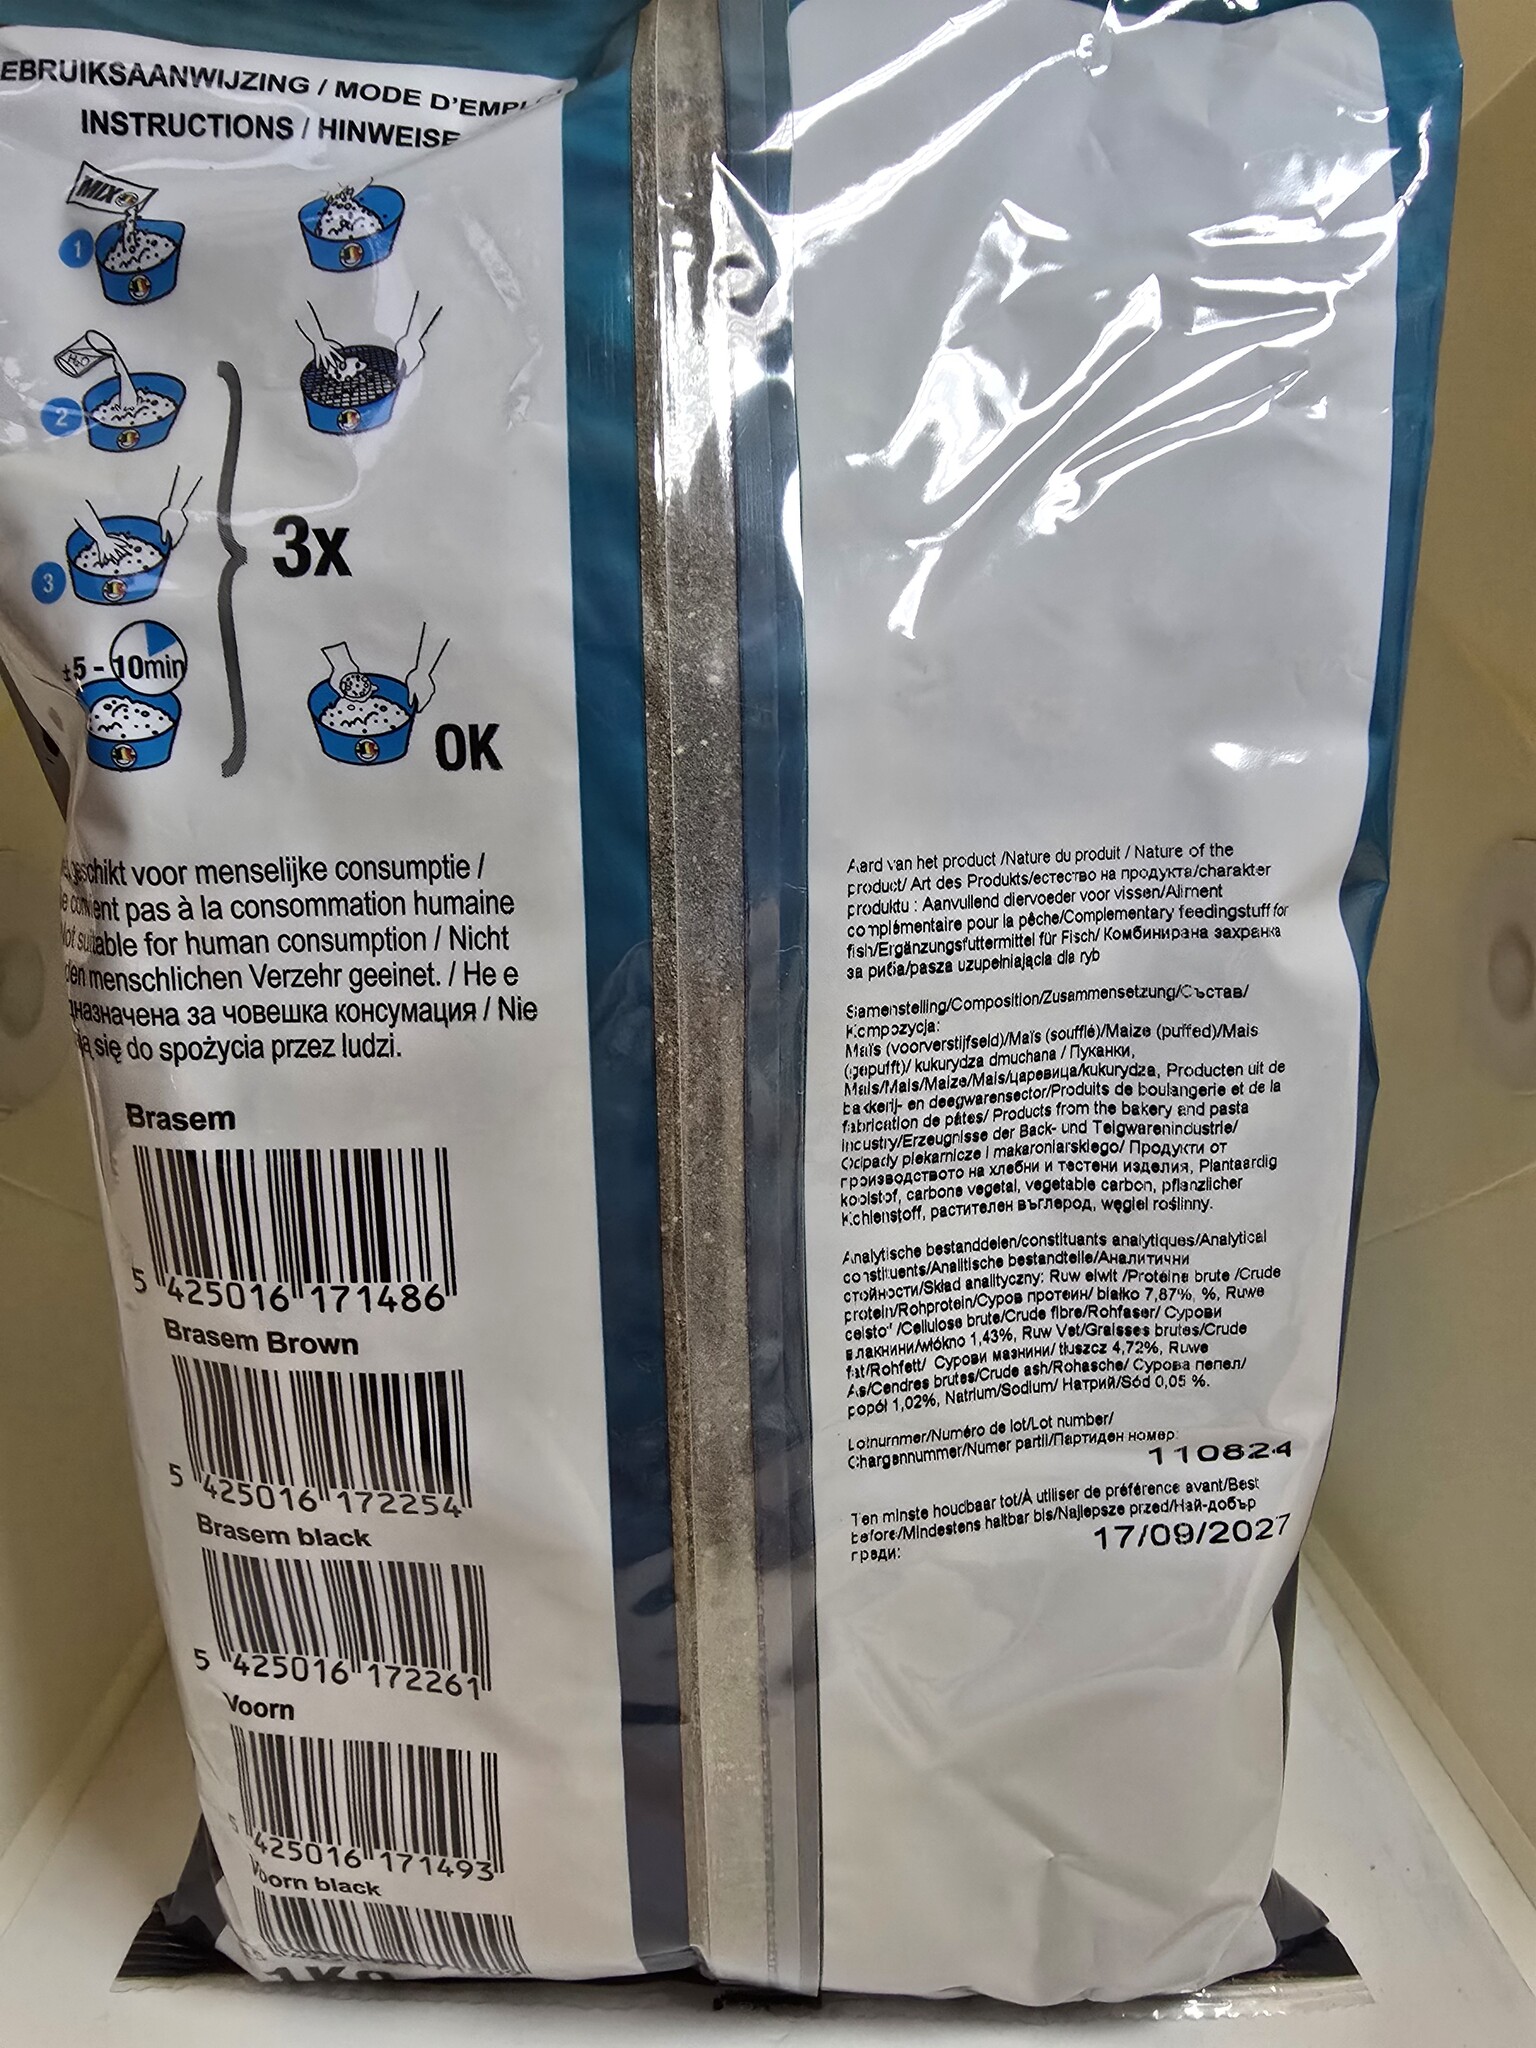 EBRUIKSAANWIJZING / MODE D'EMPLOI
INSTRUCTIONS / HINWEISE
MIX
1
H₂O
2
3
3x
±5 - 10min
OK
geschikt voor menselijke consumptie /
convient pas à la consommation humaine
Not suitable for human consumption / Nicht
den menschlichen Verzehr geeinet. / Не е
дназначена за човешка консумация / Nie
ą się do spożycia przez ludzi.
Brasem
5 425016 171486
Brasem Brown
5 425016 172254
Brasem black
5 425016 172261
Voorn
5 425016 171493
Voorn black
1Kg
Aard van het product /Nature du produit / Nature of the
product/ Art des Produkts/естество на продукта/charakter
produktu : Aanvullend diervoeder voor vissen/Aliment
complémentaire pour la pêche/Complementary feedingstuff for
fish/Ergänzungsfuttermittel für Fisch/ Комбинирана захранка
за риба/pasza uzupełniającia dla ryb
Samenstelling/Composition/Zusammensetzung/Състав/
Kompozycja:
Maïs (voorverstijfseld)/Maïs (soufflé)/Maize (puffed)/Mais
(gepufft)/ kukurydza dmuchana / Пуканки,
Maïs/Maïs/Maize/Mais/царевица/kukurydza, Producten uit de
bakkerij- en deegwarensector/Produits de boulangerie et de la
fabrication de pâtes/ Products from the bakery and pasta
industry/Erzeugnisse der Back- und Teigwarenindustrie/
Odpady piekarnicze i makaroniarskiego/ Продукти от
производството на хлебни и тестени изделия, Plantaardig
koolstof, carbone vegetal, vegetable carbon, pflanzlicher
Kohlenstoff, растителен въглерод, węgiel roślinny.
Analytische bestanddelen/constituants analytiques/Analytical
constituents/Analitische bestandteile/Аналитични
стойности/Skład analityczny: Ruw eiwit /Protéine brute /Crude
protein/Rohprotein/Суров протеин/ białko 7,87%, %, Ruwe
celstof /Cellulose brute/Crude fibre/Rohfaser/ Сурови
влакнини/włókno 1,43%, Ruw Vet/Graisses brutes/Crude
fat/Rohfett/ Сурови мазнини/ tłuszcz 4,72%, Ruwe
As/Cendres brutes/Crude ash/Rohasche/ Сурова пепел/
popół 1,02%, Natrium/Sodium/ Натрий/Sód 0,05 %.
Lotnummer/Numéro de lot/Lot number/
Chargennummer/Numer partii/Партиден номер:
110824
Ten minste houdbaar tot/À utiliser de préférence avant/Best
before/Mindestens haltbar bis/Najlepsze przed/Най-добър
преди:
17/09/2027